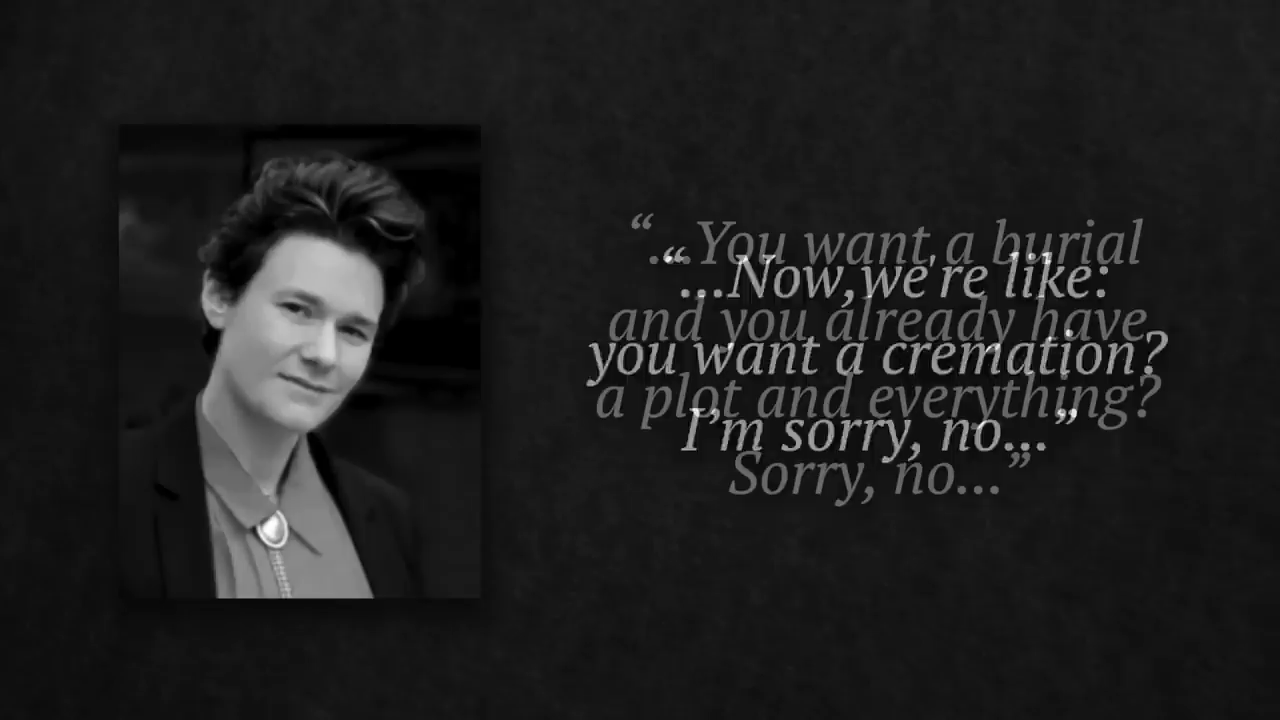 “...You want a burial
and you already have
a plot and everything?
Sorry, no...”
“...Now, we're like:
you want a cremation?
I’m sorry, no...”